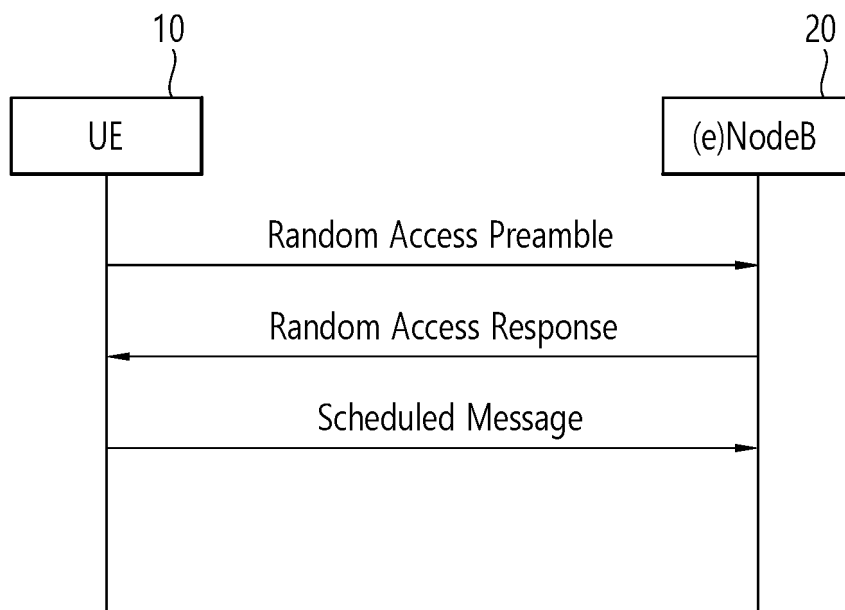 10
20
UE
(e)NodeB
Random Access Preamble
Random Access Response
Scheduled Message